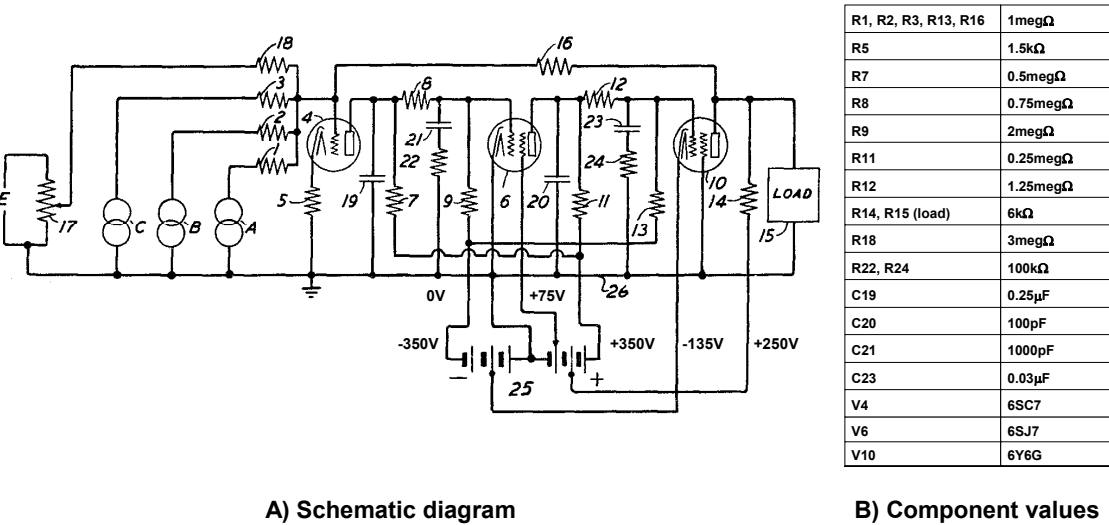 18
16
3
8
12
4
2
21
23
1
22
24
10
E
5
19
7
9
6
20
11
14
LOAD
17
C
B
A
13
15
26
0V
+75V
-350V
+350V
-135V
+250V
−
25
+
R1, R2, R3, R13, R16 1megΩ
R5 1.5kΩ
R7 0.5megΩ
R8 0.75megΩ
R9 2megΩ
R11 0.25megΩ
R12 1.25megΩ
R14, R15 (load) 6kΩ
R18 3megΩ
R22, R24 100kΩ
C19 0.25μF
C20 100pF
C21 1000pF
C23 0.03μF
V4 6SC7
V6 6SJ7
V10 6Y6G
A) Schematic diagram
B) Component values